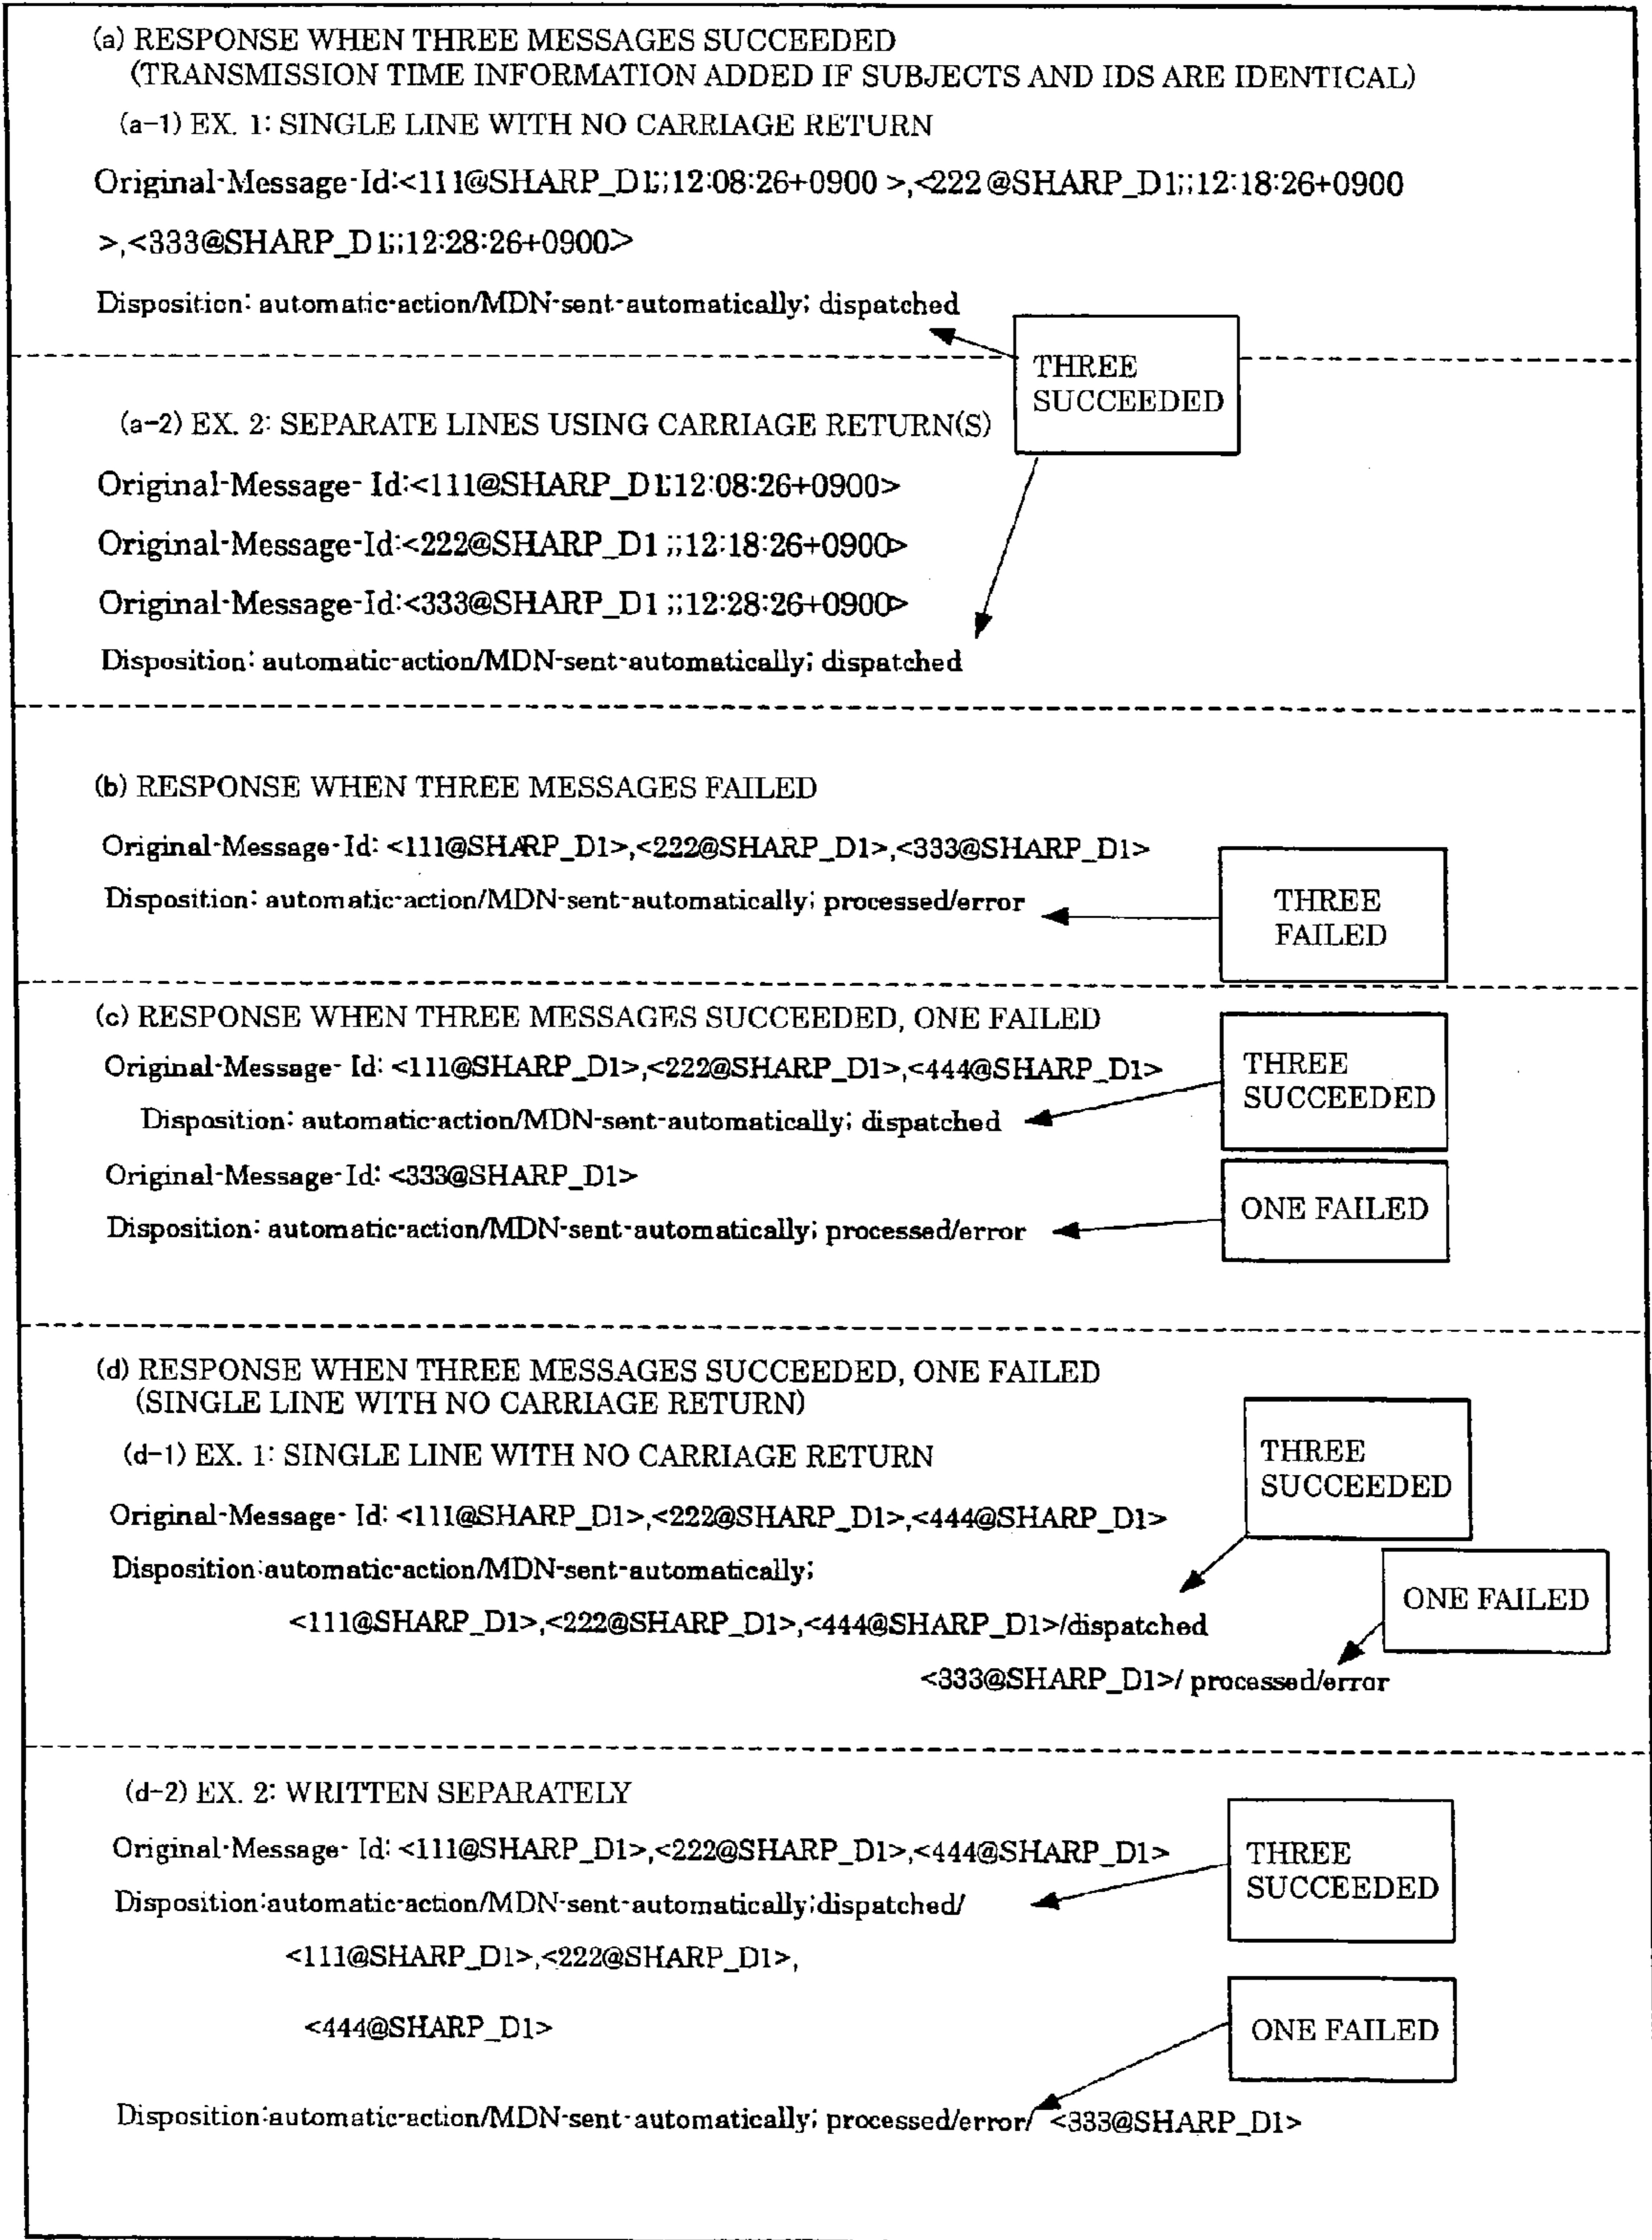 (a) RESPONSE WHEN THREE MESSAGES SUCCEEDED
(TRANSMISSION TIME INFORMATION ADDED IF SUBJECTS AND IDS ARE IDENTICAL)
(a-1) EX. 1: SINGLE LINE WITH NO CARRIAGE RETURN
Original-Message-Id:<111@SHARP_D1;;12:08:26+0900 >,<222@SHARP_D1;;12:18:26+0900
>,<333@SHARP_D1;;12:28:26+0900>
Disposition: automatic-action/MDN-sent-automatically; dispatched
THREE
SUCCEEDED
(a-2) EX. 2: SEPARATE LINES USING CARRIAGE RETURN(S)
Original-Message- Id:<111@SHARP_D1;12:08:26+0900>
Original-Message-Id:<222@SHARP_D1 ;;12:18:26+0900>
Original-Message-Id:<333@SHARP_D1 ;;12:28:26+0900>
Disposition: automatic-action/MDN-sent-automatically; dispatched
(b) RESPONSE WHEN THREE MESSAGES FAILED
Original-Message-Id: <111@SHARP_D1>,<222@SHARP_D1>,<333@SHARP_D1>
Disposition: automatic-action/MDN-sent-automatically; processed/error
THREE
FAILED
(c) RESPONSE WHEN THREE MESSAGES SUCCEEDED, ONE FAILED
Original-Message- Id: <111@SHARP_D1>,<222@SHARP_D1>,<444@SHARP_D1>
THREE
SUCCEEDED
Disposition: automatic-action/MDN-sent-automatically; dispatched
Original-Message-Id: <333@SHARP_D1>
ONE FAILED
Disposition: automatic-action/MDN-sent-automatically; processed/error
(d) RESPONSE WHEN THREE MESSAGES SUCCEEDED, ONE FAILED
(SINGLE LINE WITH NO CARRIAGE RETURN)
(d-1) EX. 1: SINGLE LINE WITH NO CARRIAGE RETURN
THREE
SUCCEEDED
Original-Message- Id: <111@SHARP_D1>,<222@SHARP_D1>,<444@SHARP_D1>
Disposition:automatic-action/MDN-sent-automatically;
ONE FAILED
<111@SHARP_D1>,<222@SHARP_D1>,<444@SHARP_D1>/dispatched
<333@SHARP_D1>/ processed/error
(d-2) EX. 2: WRITTEN SEPARATELY
Original-Message- Id: <111@SHARP_D1>,<222@SHARP_D1>,<444@SHARP_D1>
THREE
SUCCEEDED
Disposition:automatic-action/MDN-sent-automatically;dispatched/
<111@SHARP_D1>,<222@SHARP_D1>,
<444@SHARP_D1>
ONE FAILED
Disposition:automatic-action/MDN-sent-automatically; processed/error/ <333@SHARP_D1>